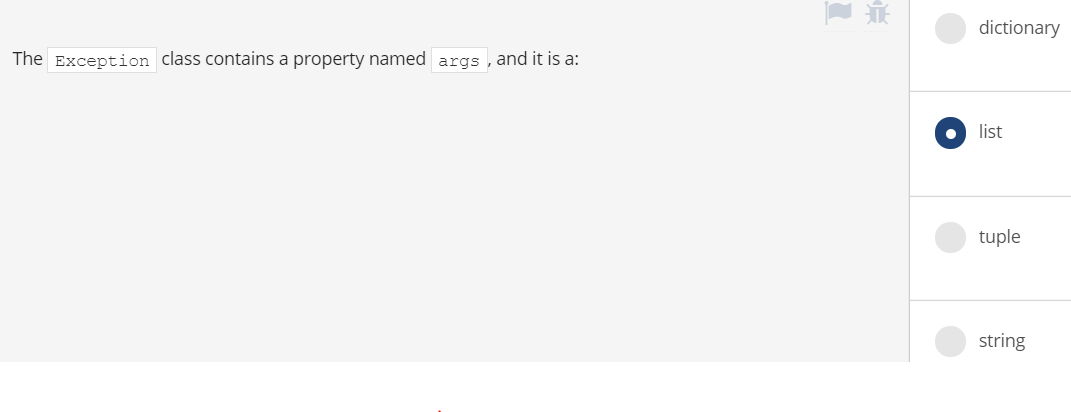 The Exception class contains a property named args , and it is a:
dictionary
list
tuple
string